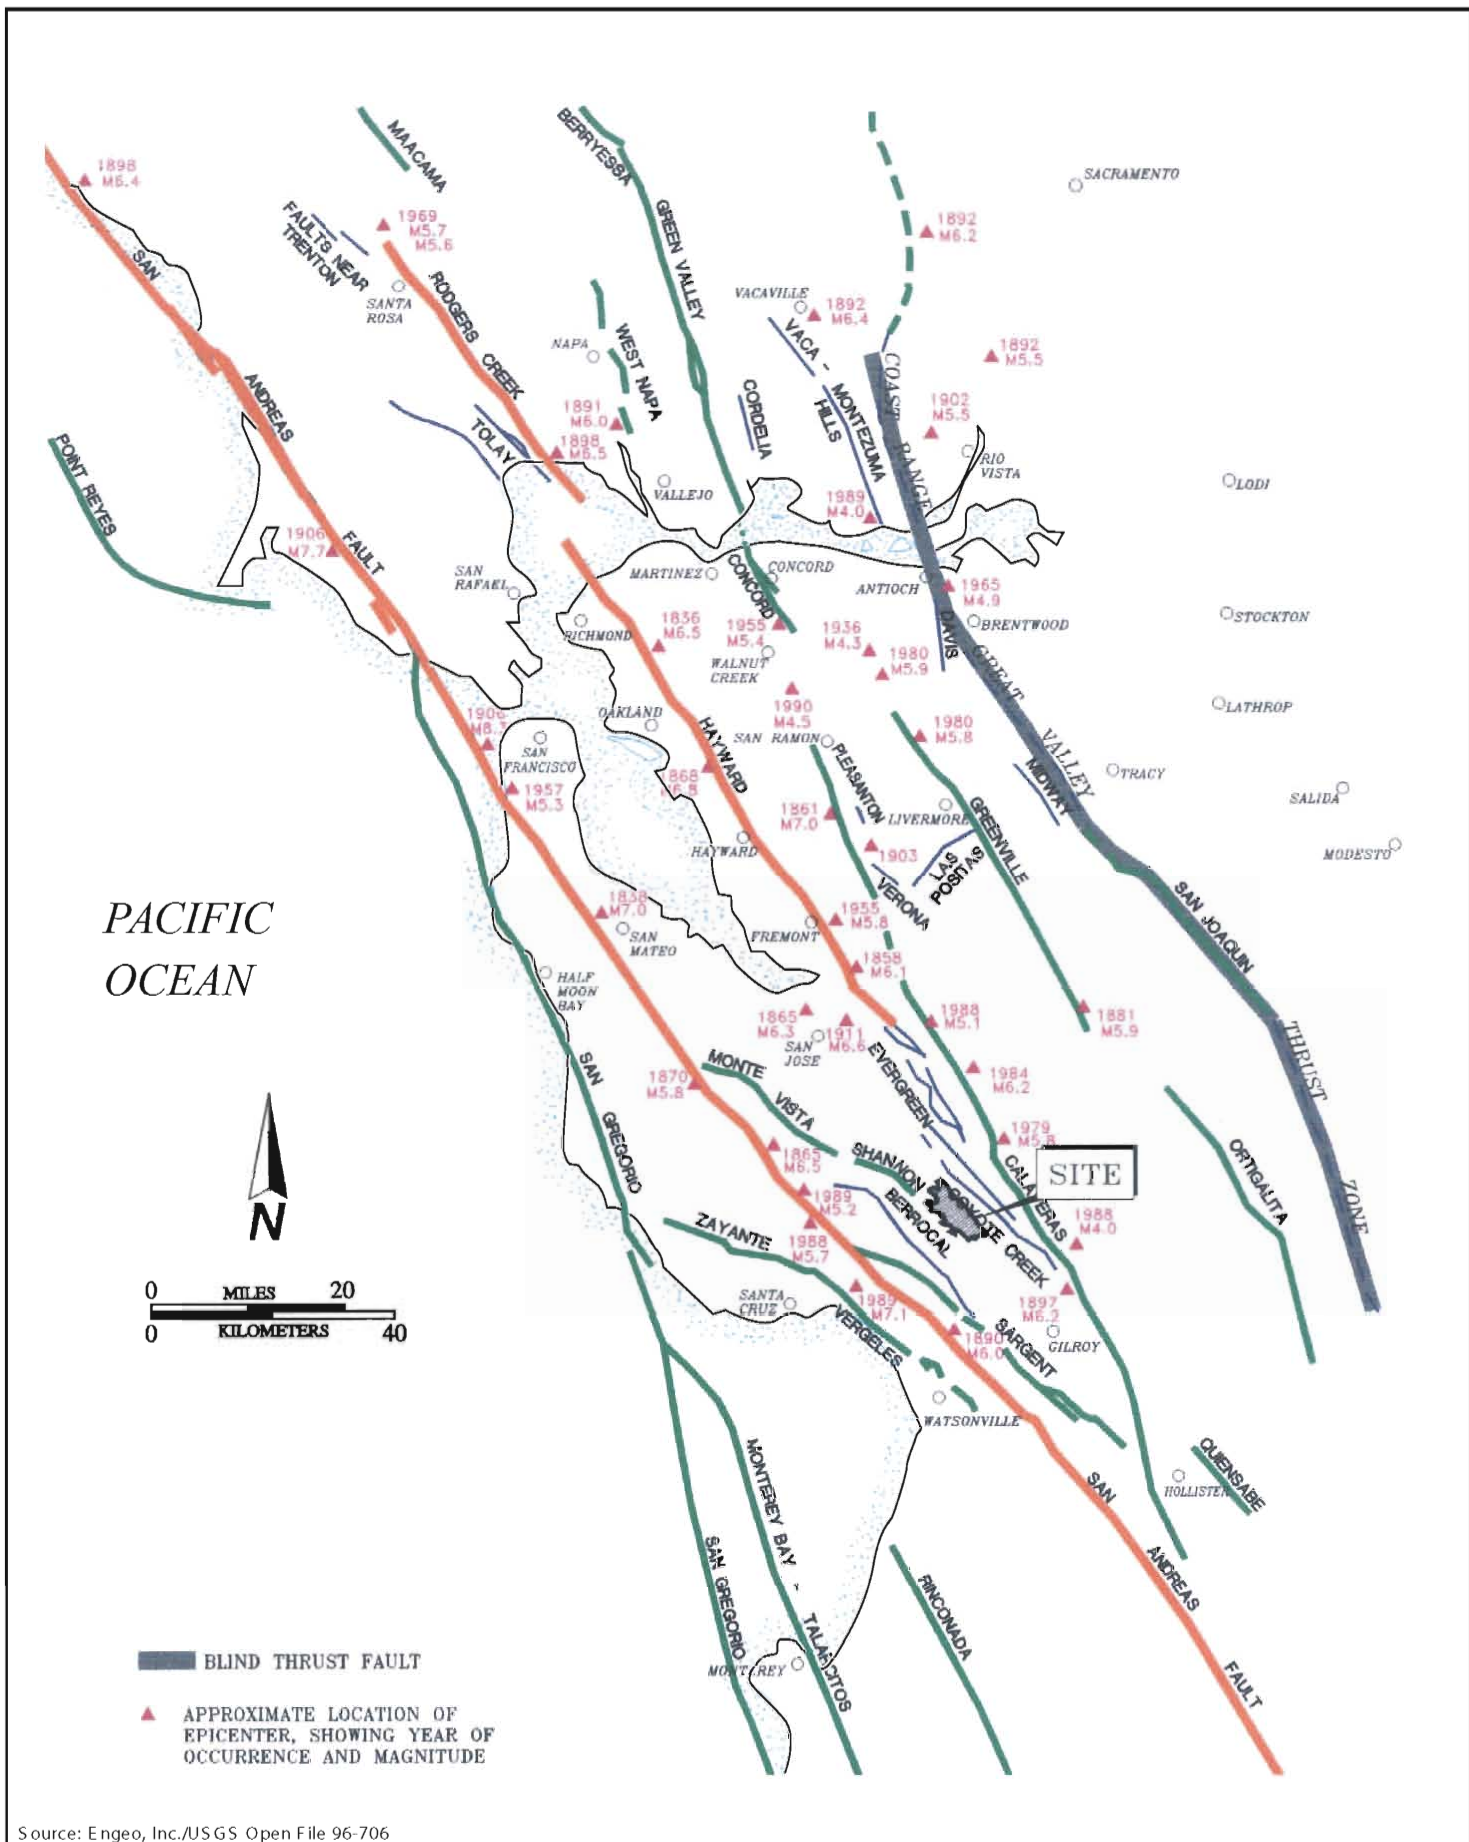 MAACAMA
BERRYESSA
SACRAMENTO
1898
M6.4
1969
M5.7
M5.6
FAULTS NEAR
TRENTON
GREEN VALLEY
1892
M6.2
SAN
SANTA
ROSA
RODGERS CREEK
VACAVILLE
1892
M6.4
NAPA
WEST NAPA
VACA -
MONTEZUMA
HILLS
1892
M5.5
COAST RANGE
ANDREAS
CORDELIA
1902
M5.5
1891
M6.0
TOLAY
1898
M6.5
RIO
VISTA
POINT REYES
VALLEJO
LODI
1989
M4.0
1906
M7.7
FAULT
SAN
RAFAEL
MARTINEZ
CONCORD
CONCORD
ANTIOCH
1965
M4.9
STOCKTON
RICHMOND
1836
M6.5
1955
M5.4
1936
M4.3
DAVIS
BRENTWOOD
WALNUT
CREEK
1980
M5.9
GREAT
1990
M4.5
LATHROP
OAKLAND
1906
M8.3
HAYWARD
SAN RAMON
1980
M5.8
VALLEY
SAN
FRANCISCO
PLEASANTON
MIDWAY
TRACY
1957
M5.3
1868
M6.8
1861
M7.0
LIVERMORE
GREENVILLE
SALIDA
HAYWARD
1903
LAS
POSITAS
MODESTO
VERONA
SAN JOAQUIN
PACIFIC
OCEAN
1838
M7.0
SAN
MATEO
FREMONT
1955
M5.8
1858
M6.1
HALF
MOON
BAY
1865
M6.3
1911
M6.6
SAN
JOSE
1988
M5.1
1881
M5.9
THRUST
SAN
GREGORIO
MONTE
VISTA
EVERGREEN
1870
M5.8
1984
M6.2
1979
M5.8
1865
M6.5
SHANNON
CALAVERAS
SITE
ORTIGALITA
ZONE
1989
M5.2
BERROCAL
COYOTE CREEK
N
ZAYANTE
1988
M5.7
1988
M4.0
0 MILES 20
0 KILOMETERS 40
SANTA
CRUZ
1989
M7.1
1897
M6.2
VERGELES
1890
M6.0
SARGENT
GILROY
WATSONVILLE
MONTEREY BAY -
TALARCITOS
SAN
QUIENSABE
HOLLISTER
SAN GREGORIO
ANDREAS
RINCONADA
FAULT
MONTEREY
BLIND THRUST FAULT
APPROXIMATE LOCATION OF
EPICENTER, SHOWING YEAR OF
OCCURRENCE AND MAGNITUDE
Source: Engeo, Inc./USGS Open File 96-706